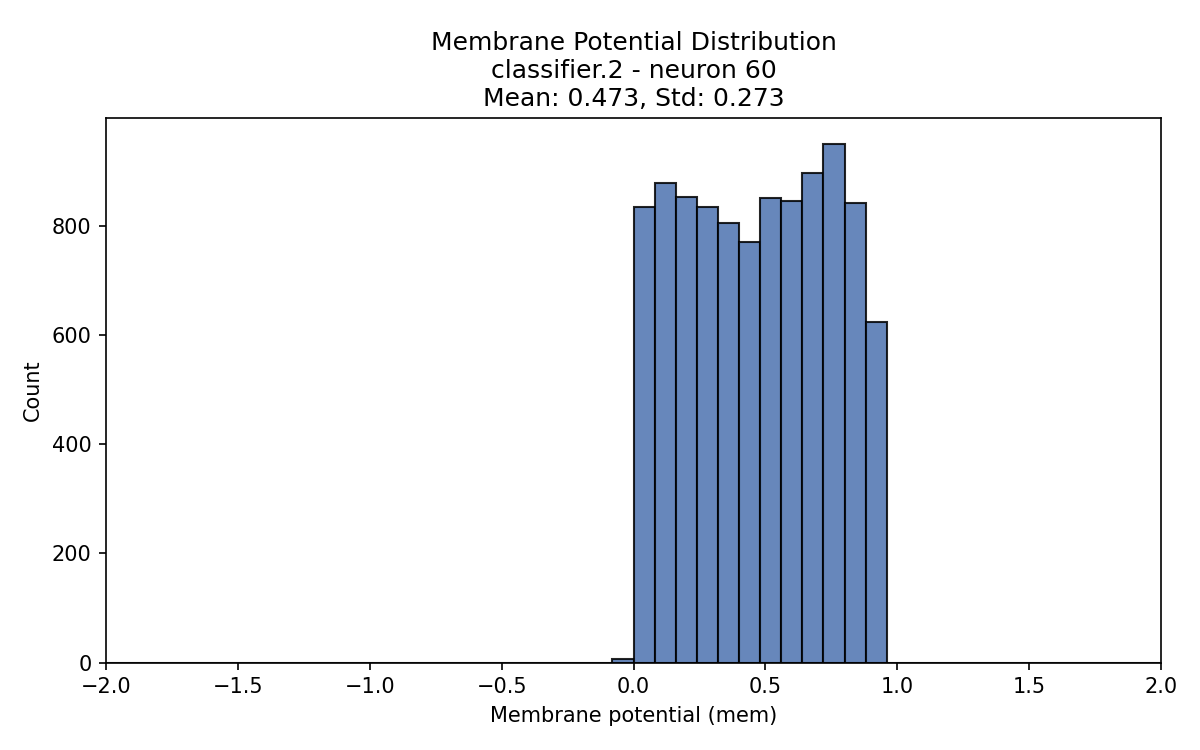 Membrane Potential Distribution
classifier.2 - neuron 60
Mean: 0.473, Std: 0.273
Count
800
600
400
200
0
−2.0 −1.5 −1.0 −0.5 0.0 0.5 1.0 1.5 2.0
Membrane potential (mem)